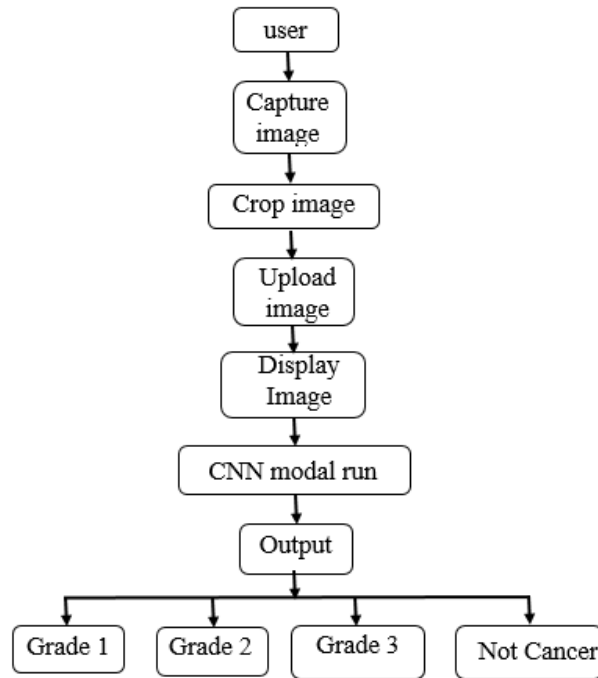 user
Capture
image
Crop image
Upload
image
Display
Image
CNN modal run
Output
Grade 1
Grade 2
Grade 3
Not Cancer